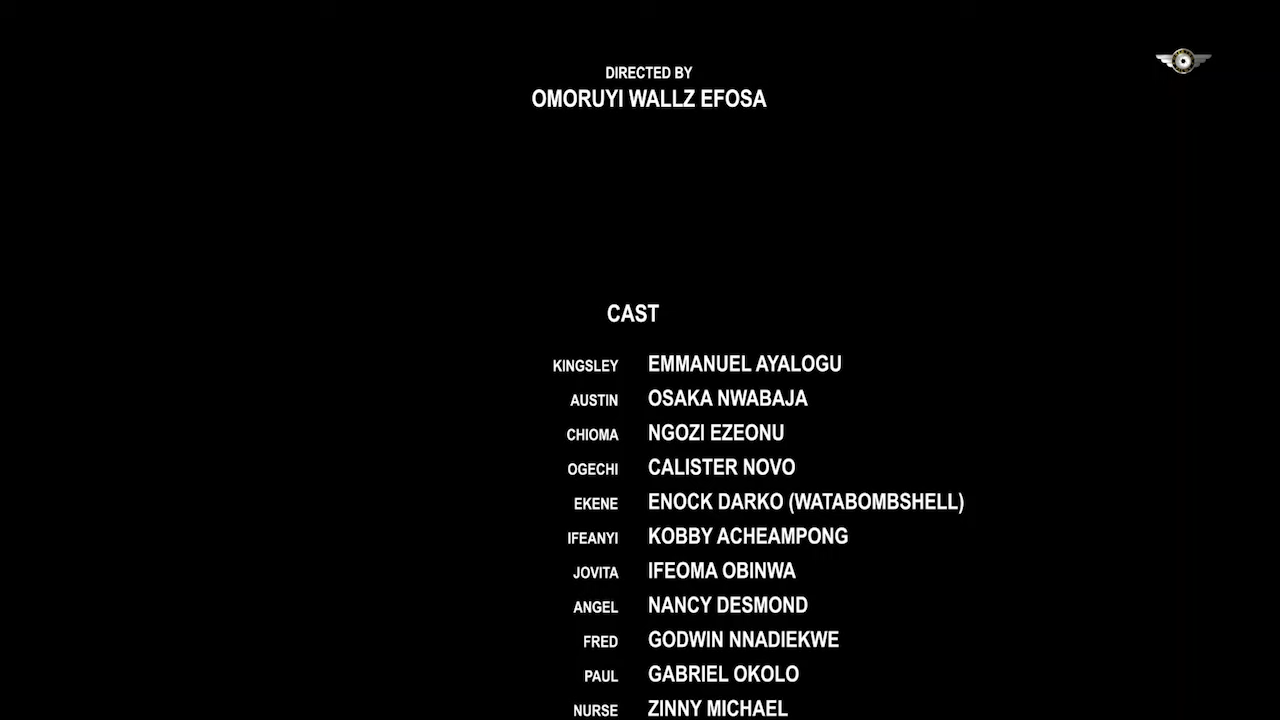 DIRECTED BY
OMORUYI WALLZ EFOSA
CAST
KINGSLEY EMMANUEL AYALOGU
AUSTIN OSAKA NWABAJA
CHIOMA NGOZI EZEONU
OGECHI CALISTER NOVO
EKENE ENOCK DARKO (WATABOMBSHELL)
IFEANYI KOBBY ACHEAMPONG
JOVITA IFEOMA OBINWA
ANGEL NANCY DESMOND
FRED GODWIN NNADIEKWE
PAUL GABRIEL OKOLO
NURSE ZINNY MICHAEL